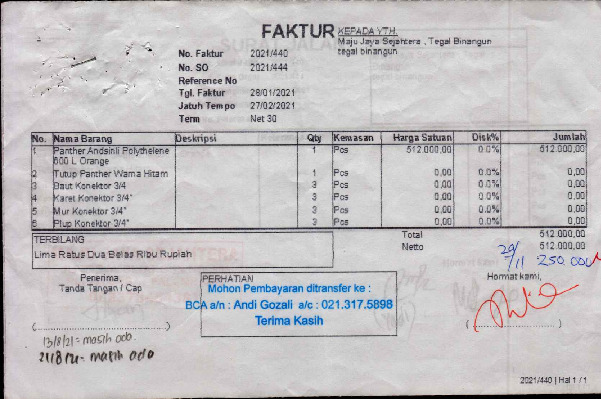 FAKTUR
KEPADA YTH.
Maju Jaya Sejahtera , Tegal Binangun
tegal binangun
No. Faktur 2021/440
No. SO 2021/444
Reference No
Tgl. Faktur 28/01/2021
Jatuh Tempo 27/02/2021
Term Net 30
No. Nama Barang Deskripsi Qty Kemasan Harga Satuan Disk% Jumlah
1 Panther Andsinli Polythelene 1 Pcs 512.000,00 0.0% 512.000,00
600 L Orange
2 Tutup Panther Warna Hitam 1 Pcs 0,00 0.0% 0,00
3 Baut Konektor 3/4 3 Pcs 0,00 0.0% 0,00
4 Karet Konektor 3/4" 3 Pcs 0,00 0.0% 0,00
5 Mur Konektor 3/4" 3 Pcs 0,00 0.0% 0,00
6 Plup Konektor 3/4" 3 Pcs 0,00 0.0% 0,00
Total 512.000,00
TERBILANG
Netto 512.000,00
Lima Ratus Dua Belas Ribu Rupiah
29/11 250.000
Penerima,
Tanda Tangan / Cap
PERHATIAN
Mohon Pembayaran ditransfer ke :
BCA a/n : Andi Gozali a/c : 021.317.5898
Terima Kasih
Hormat kami,
(....................)
(....................)
13/8/21 = masih ado.
= masih ado
2021/440 | Hal 1 / 1